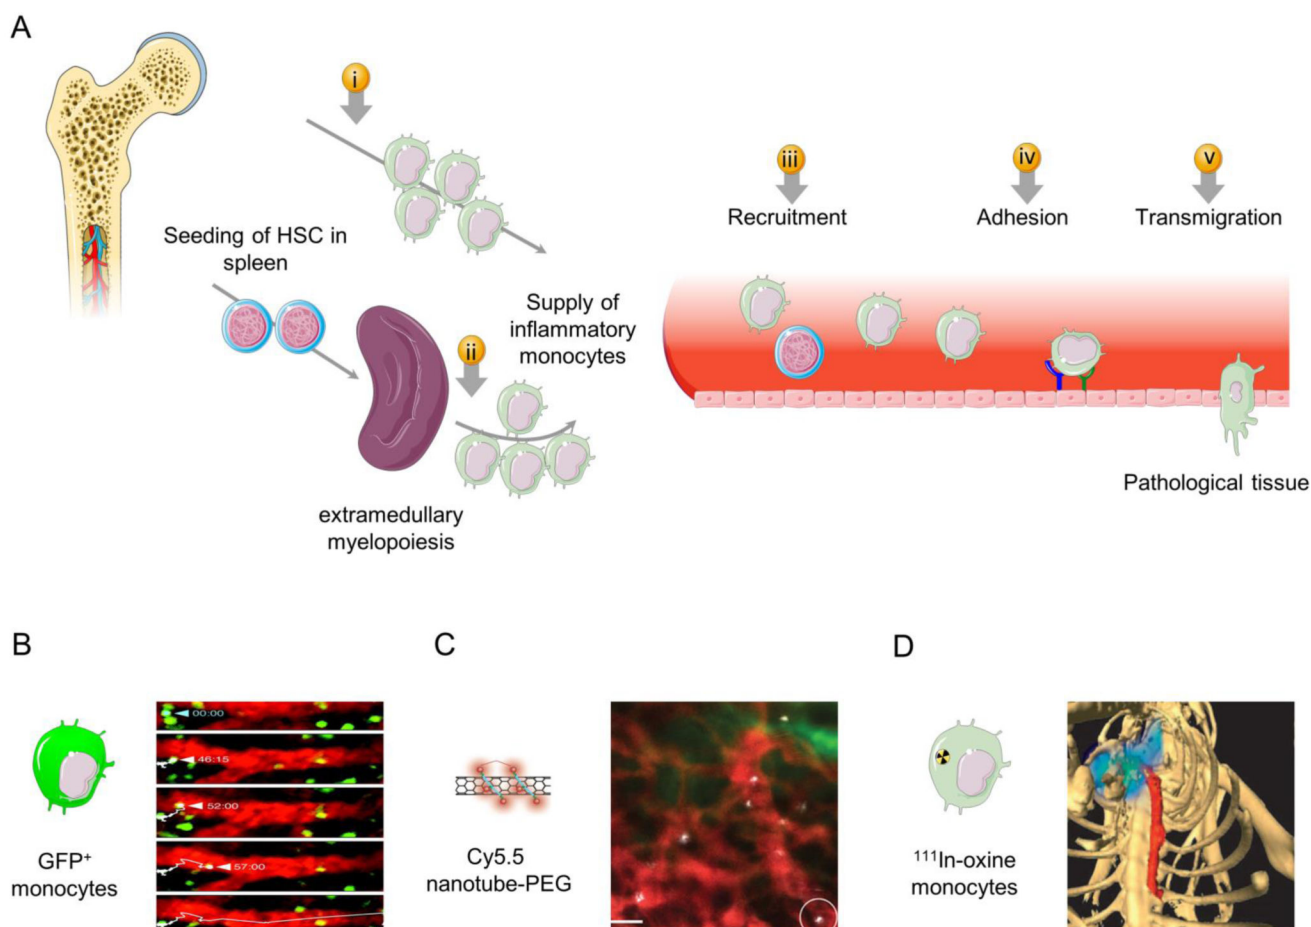 A
i
Seeding of HSC in
spleen
ii
Supply of
inflammatory
monocytes
extramedullary
myelopoiesis
iii
Recruitment
iv
Adhesion
v
Transmigration
Pathological tissue
B
GFP⁺
monocytes
00:00
46:15
52:00
57:00
C
Cy5.5
nanotube-PEG
D
¹¹¹In-oxine
monocytes